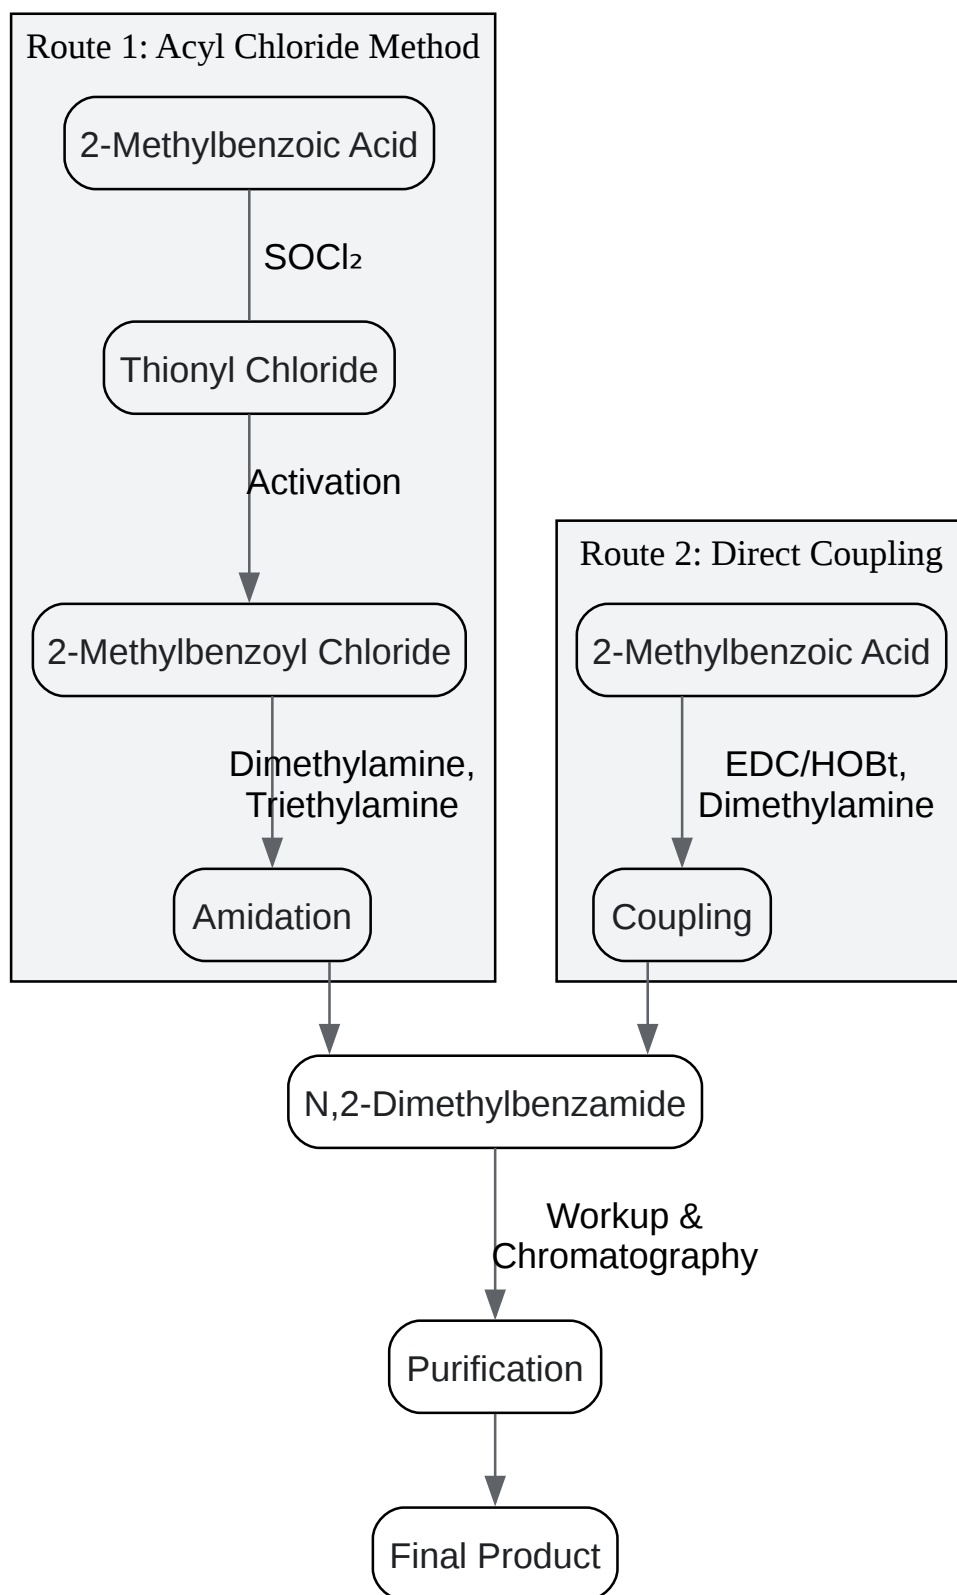 Route 1: Acyl Chloride Method
2-Methylbenzoic Acid
SOCl₂
Thionyl Chloride
Activation
2-Methylbenzoyl Chloride
Dimethylamine,
Triethylamine
Amidation
Route 2: Direct Coupling
2-Methylbenzoic Acid
EDC/HOBt,
Dimethylamine
Coupling
N,2-Dimethylbenzamide
Workup &
Chromatography
Purification
Final Product